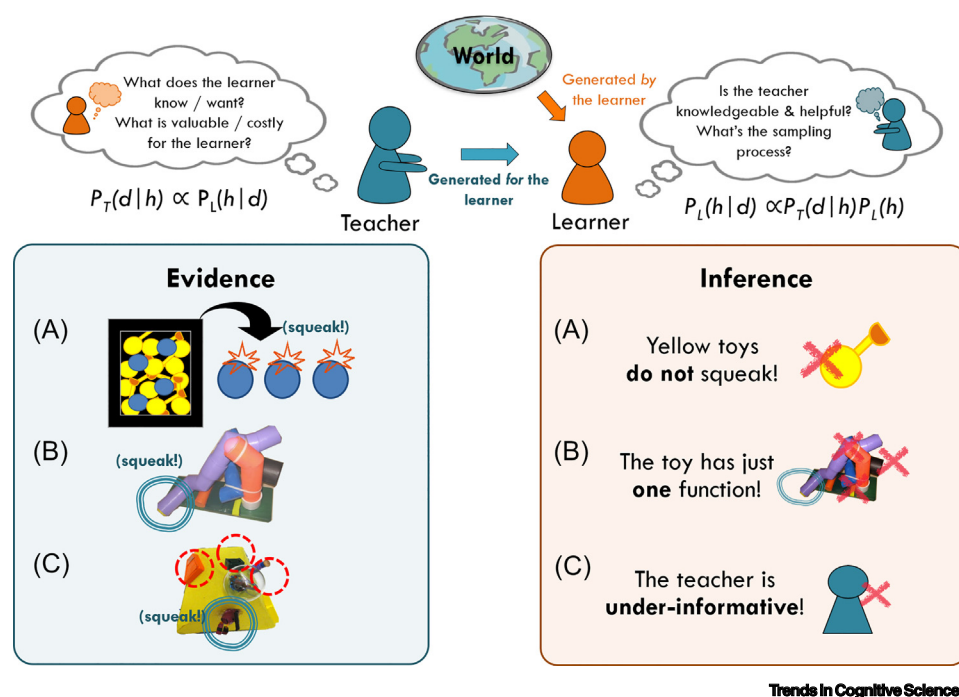 World
What does the learner
know / want?
What is valuable / costly
for the learner?
Generated by
the learner
Is the teacher
knowledgeable & helpful?
What's the sampling
process?
P_T(d|h) ∝ P_L(h|d)
Generated for the
learner
Teacher
Learner
P_L(h|d) ∝P_T(d|h)P_L(h)
Evidence
(A)
(squeak!)
(B)
(squeak!)
(C)
(squeak!)
Inference
(A)
Yellow toys
do not squeak!
(B)
The toy has just
one function!
(C)
The teacher is
under-informative!
Trends in Cognitive Sciences